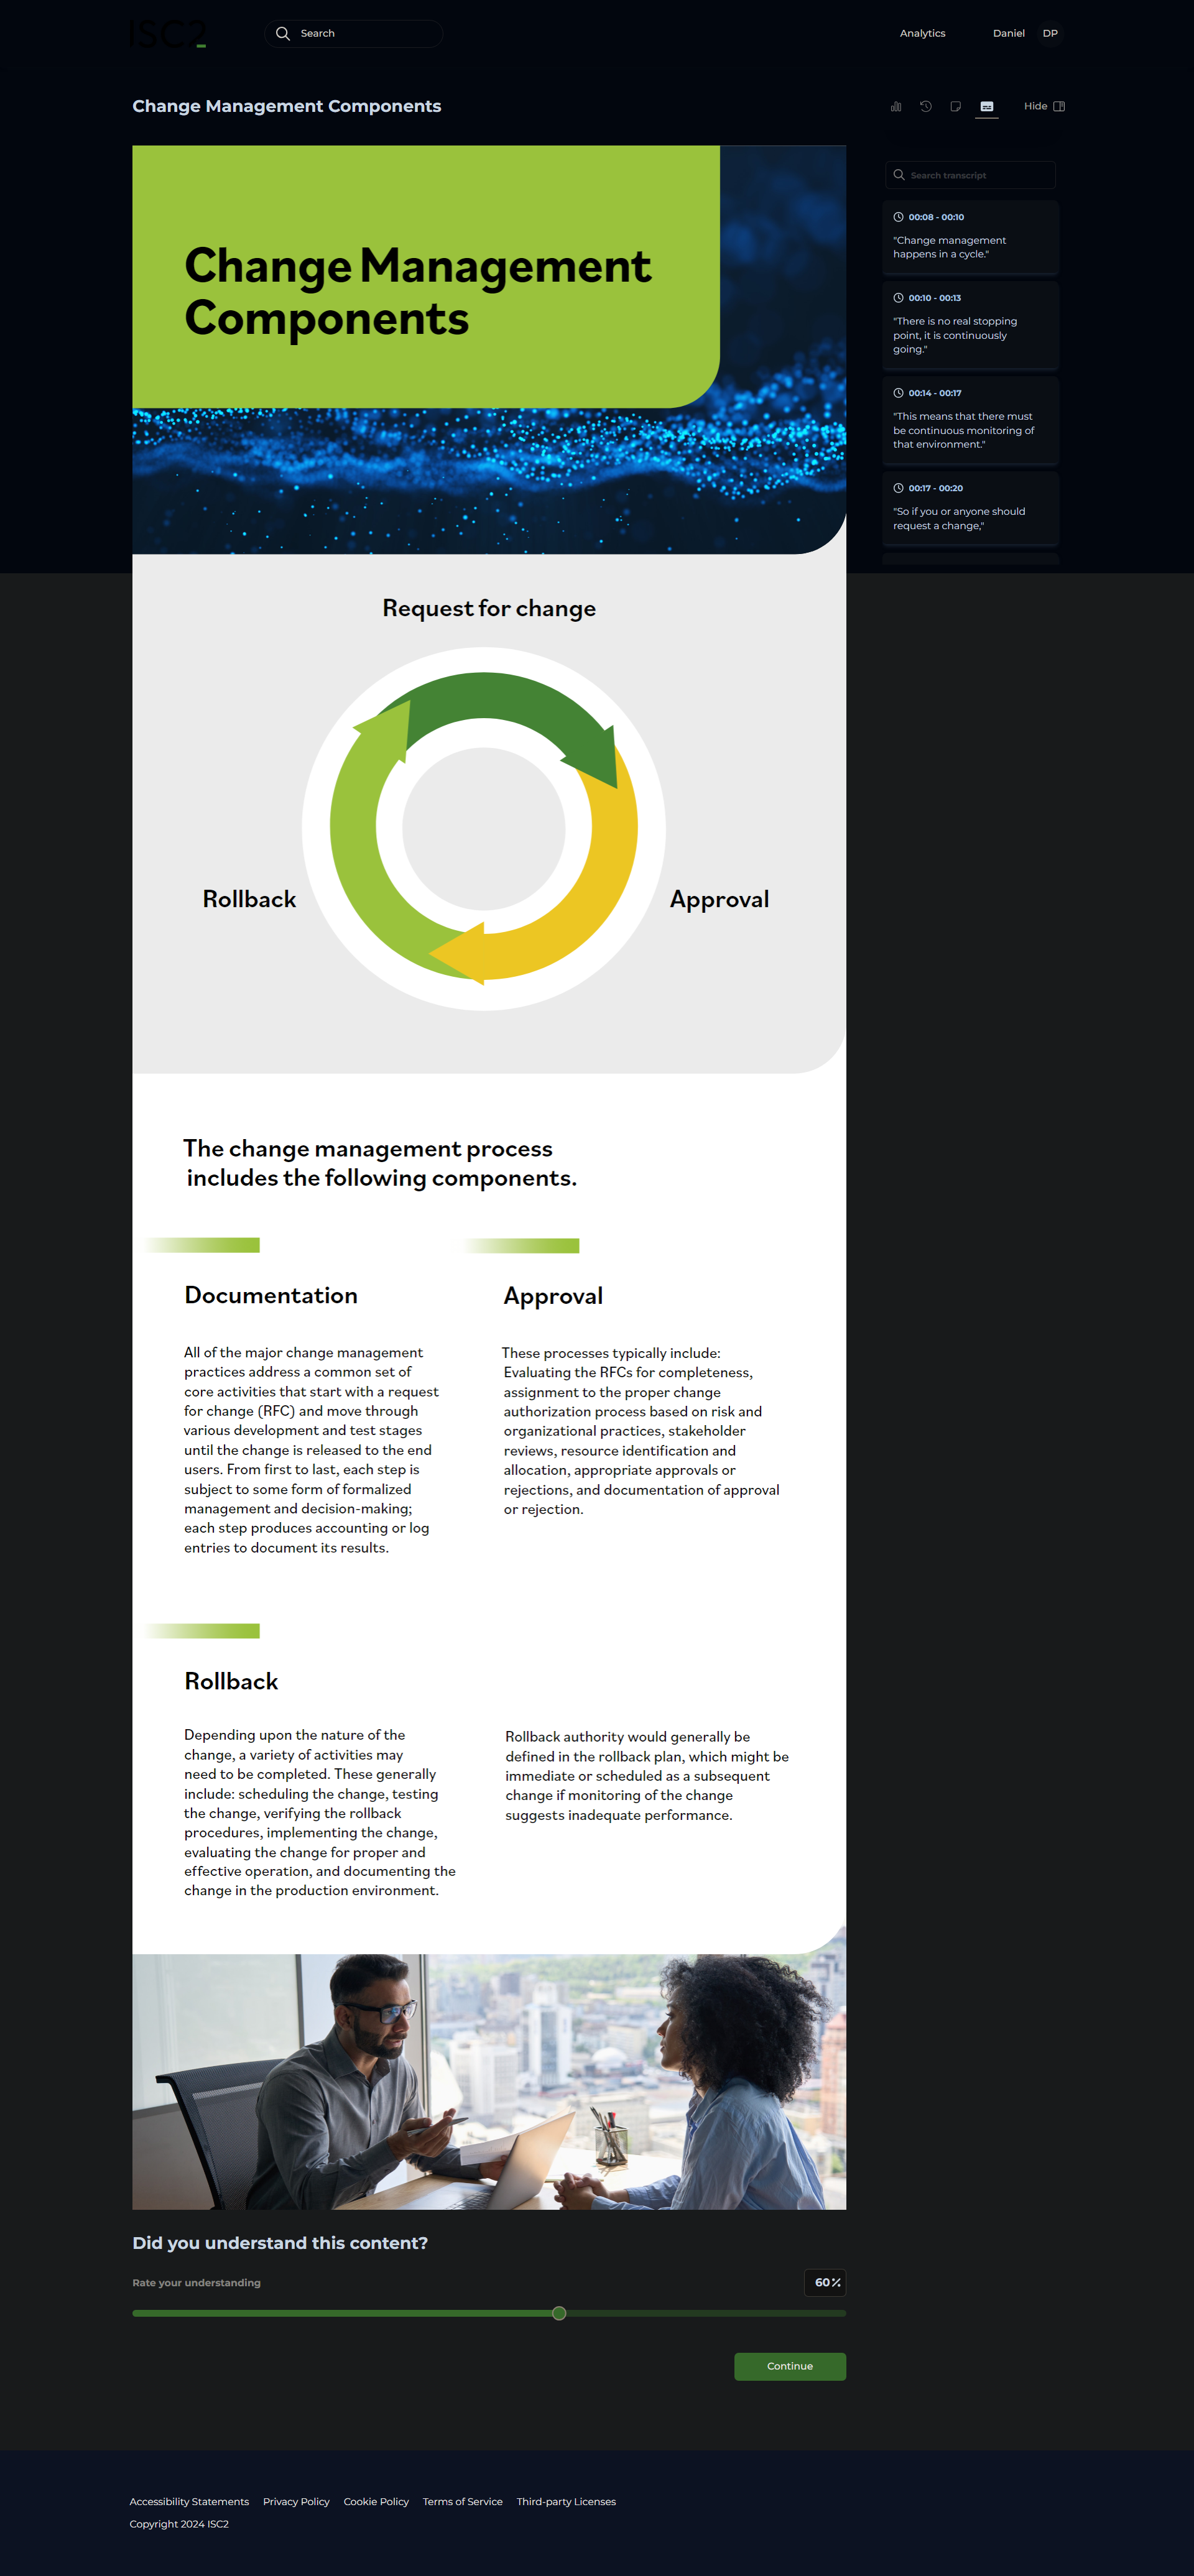 ISC2
Search
Analytics
Daniel
DP
Change Management Components
Hide
Change Management
Components
Search transcript
00:08 - 00:10
"Change management
happens in a cycle."
00:10 - 00:13
"There is no real stopping
point, it is continuously
going."
00:14 - 00:17
"This means that there must
be continuous monitoring of
that environment."
00:17 - 00:20
"So if you or anyone should
request a change,"
Request for change
Rollback
Approval
The change management process
includes the following components.
Documentation
All of the major change management
practices address a common set of
core activities that start with a request
for change (RFC) and move through
various development and test stages
until the change is released to the end
users. From first to last, each step is
subject to some form of formalized
management and decision-making;
each step produces accounting or log
entries to document its results.
Approval
These processes typically include:
Evaluating the RFCs for completeness,
assignment to the proper change
authorization process based on risk and
organizational practices, stakeholder
reviews, resource identification and
allocation, appropriate approvals or
rejections, and documentation of approval
or rejection.
Rollback
Depending upon the nature of the
change, a variety of activities may
need to be completed. These generally
include: scheduling the change, testing
the change, verifying the rollback
procedures, implementing the change,
evaluating the change for proper and
effective operation, and documenting the
change in the production environment.
Rollback authority would generally be
defined in the rollback plan, which might be
immediate or scheduled as a subsequent
change if monitoring of the change
suggests inadequate performance.
Did you understand this content?
Rate your understanding
60%
Continue
Accessibility Statements
Privacy Policy
Cookie Policy
Terms of Service
Third-party Licenses
Copyright 2024 ISC2